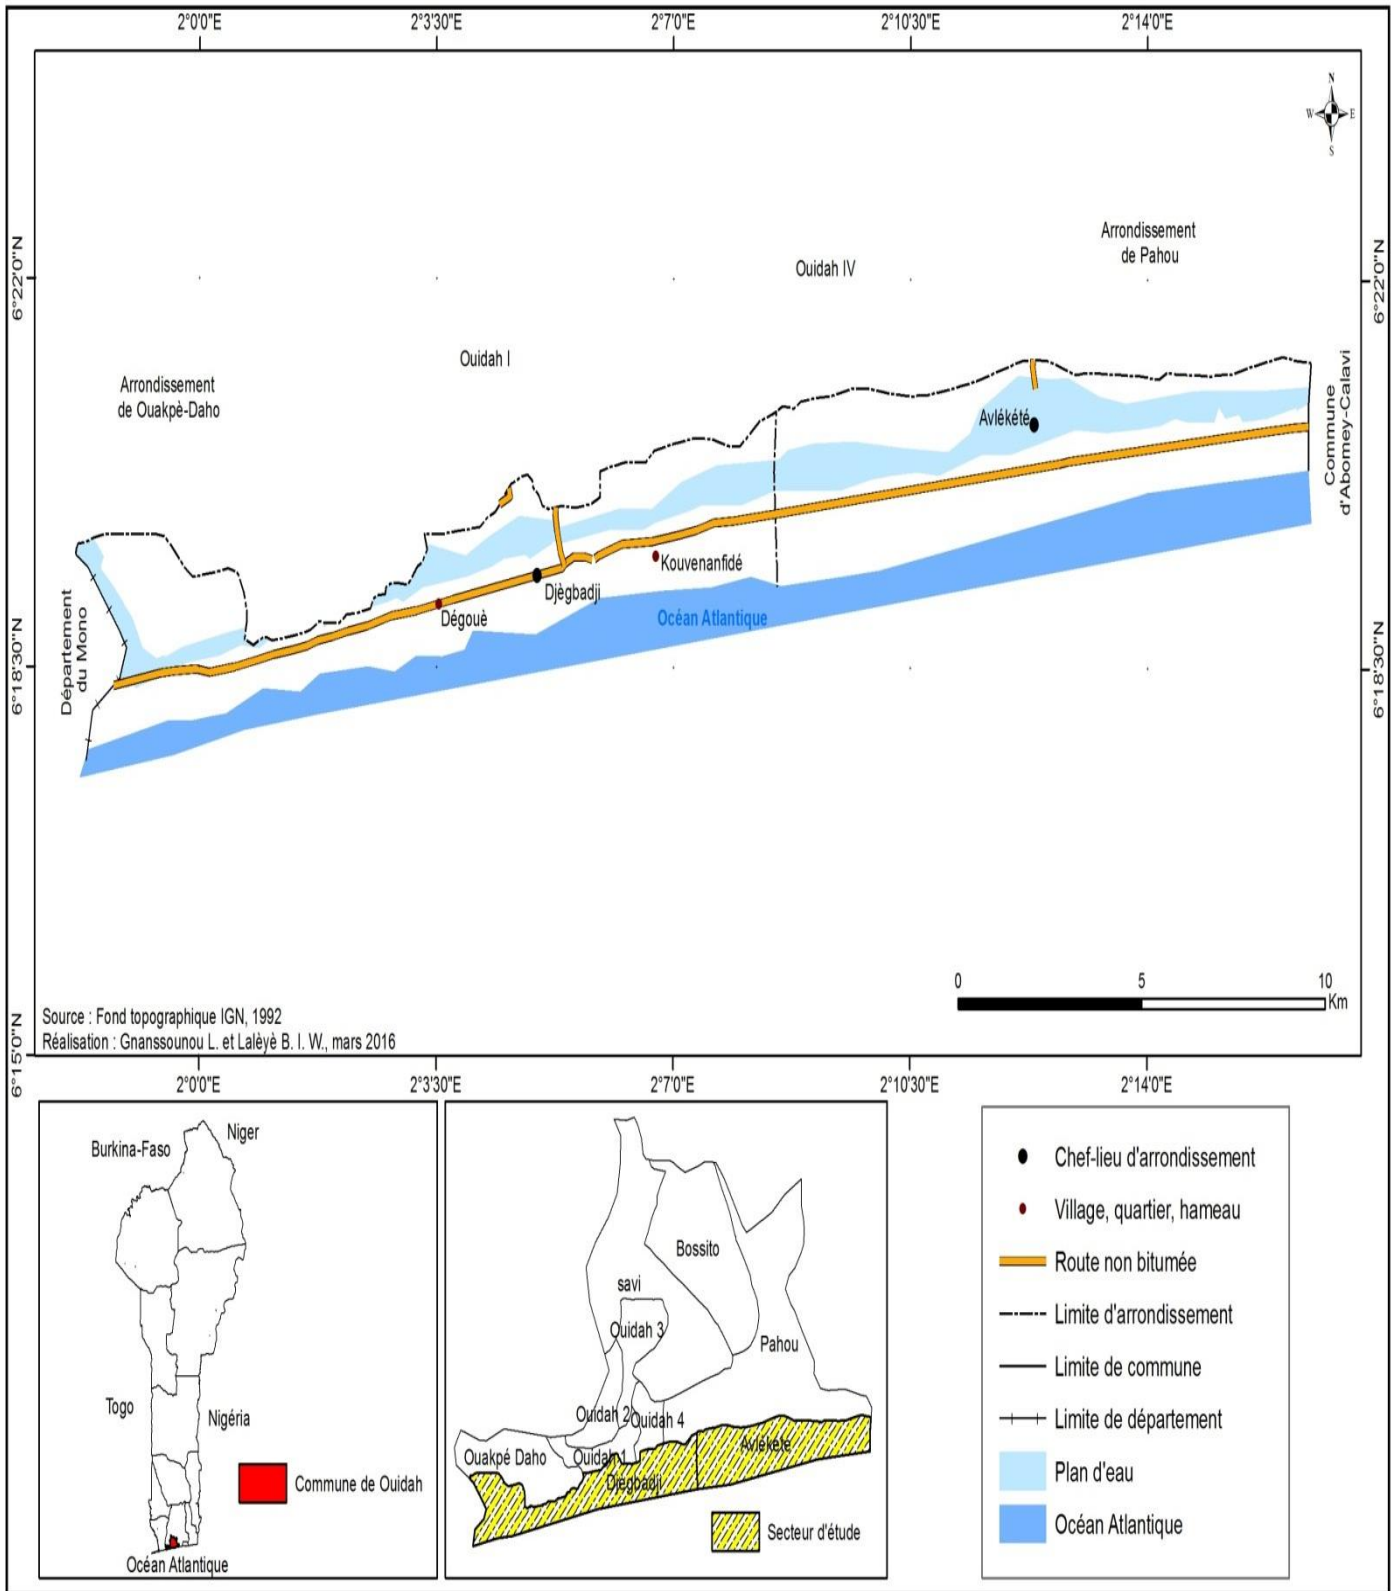 2°0'0"E
2°3'30"E
2°7'0"E
2°10'30"E
2°14'0"E
N
W
E
S
6°22'0"N
6°22'0"N
Arrondissement
de Pahou
Ouidah IV
Ouidah I
Arrondissement
de Ouakpè-Daho
Avlékété
Commune
d'Abomey-Calavi
Kouvenanfidé
Djègbadji
Dégouè
Océan Atlantique
Département
du Mono
6°18'30"N
6°18'30"N
0
5
10
Km
Source : Fond topographique IGN, 1992
Réalisation : Gnanssounou L. et Lalèyè B. I. W., mars 2016
6°15'0"N
2°0'0"E
2°3'30"E
2°7'0"E
2°10'30"E
2°14'0"E
Burkina-Faso
Niger
Togo
Nigéria
Commune de Ouidah
Océan Atlantique
Bossito
savi
Ouidah 3
Pahou
Ouidah 2
Ouidah 4
Ouakpé Daho
Ouidah 1
Avlékété
Djègbadji
Secteur d'étude
Chef-lieu d'arrondissement
Village, quartier, hameau
Route non bitumée
Limite d'arrondissement
Limite de commune
Limite de département
Plan d'eau
Océan Atlantique